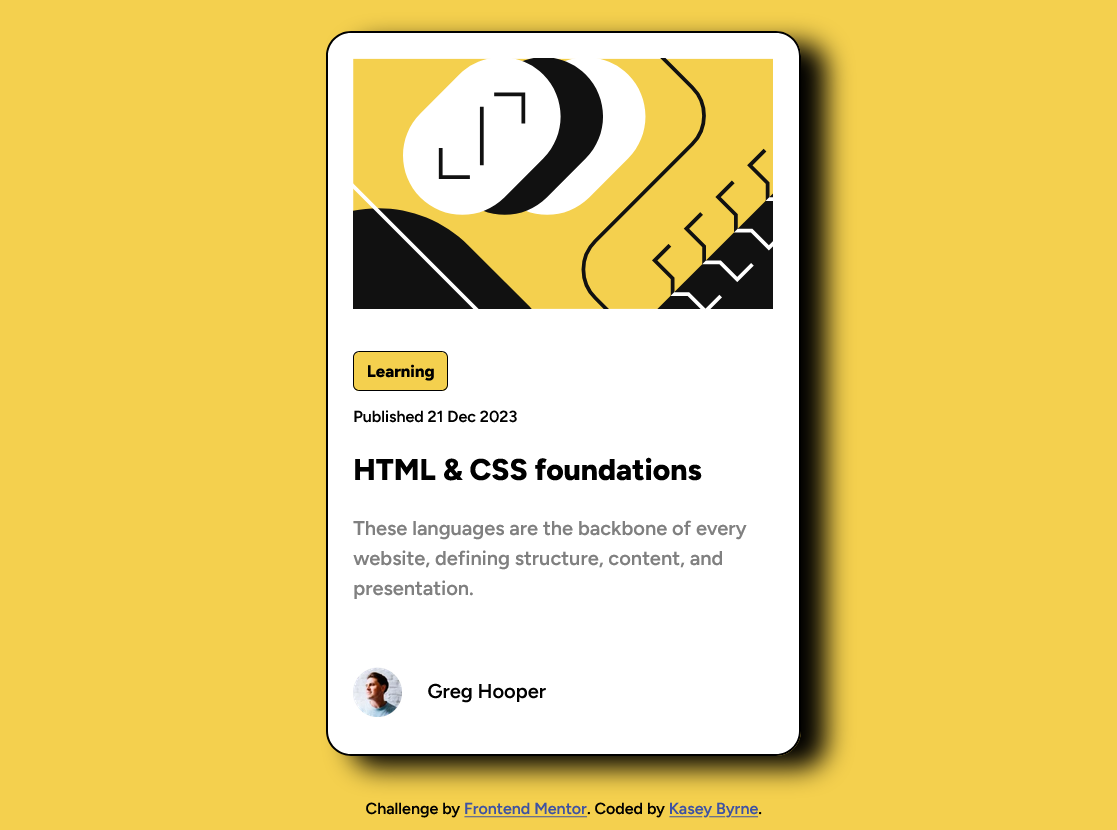 Learning
Published 21 Dec 2023
HTML & CSS foundations
These languages are the backbone of every
website, defining structure, content, and
presentation.
Greg Hooper
Challenge by Frontend Mentor. Coded by Kasey Byrne.